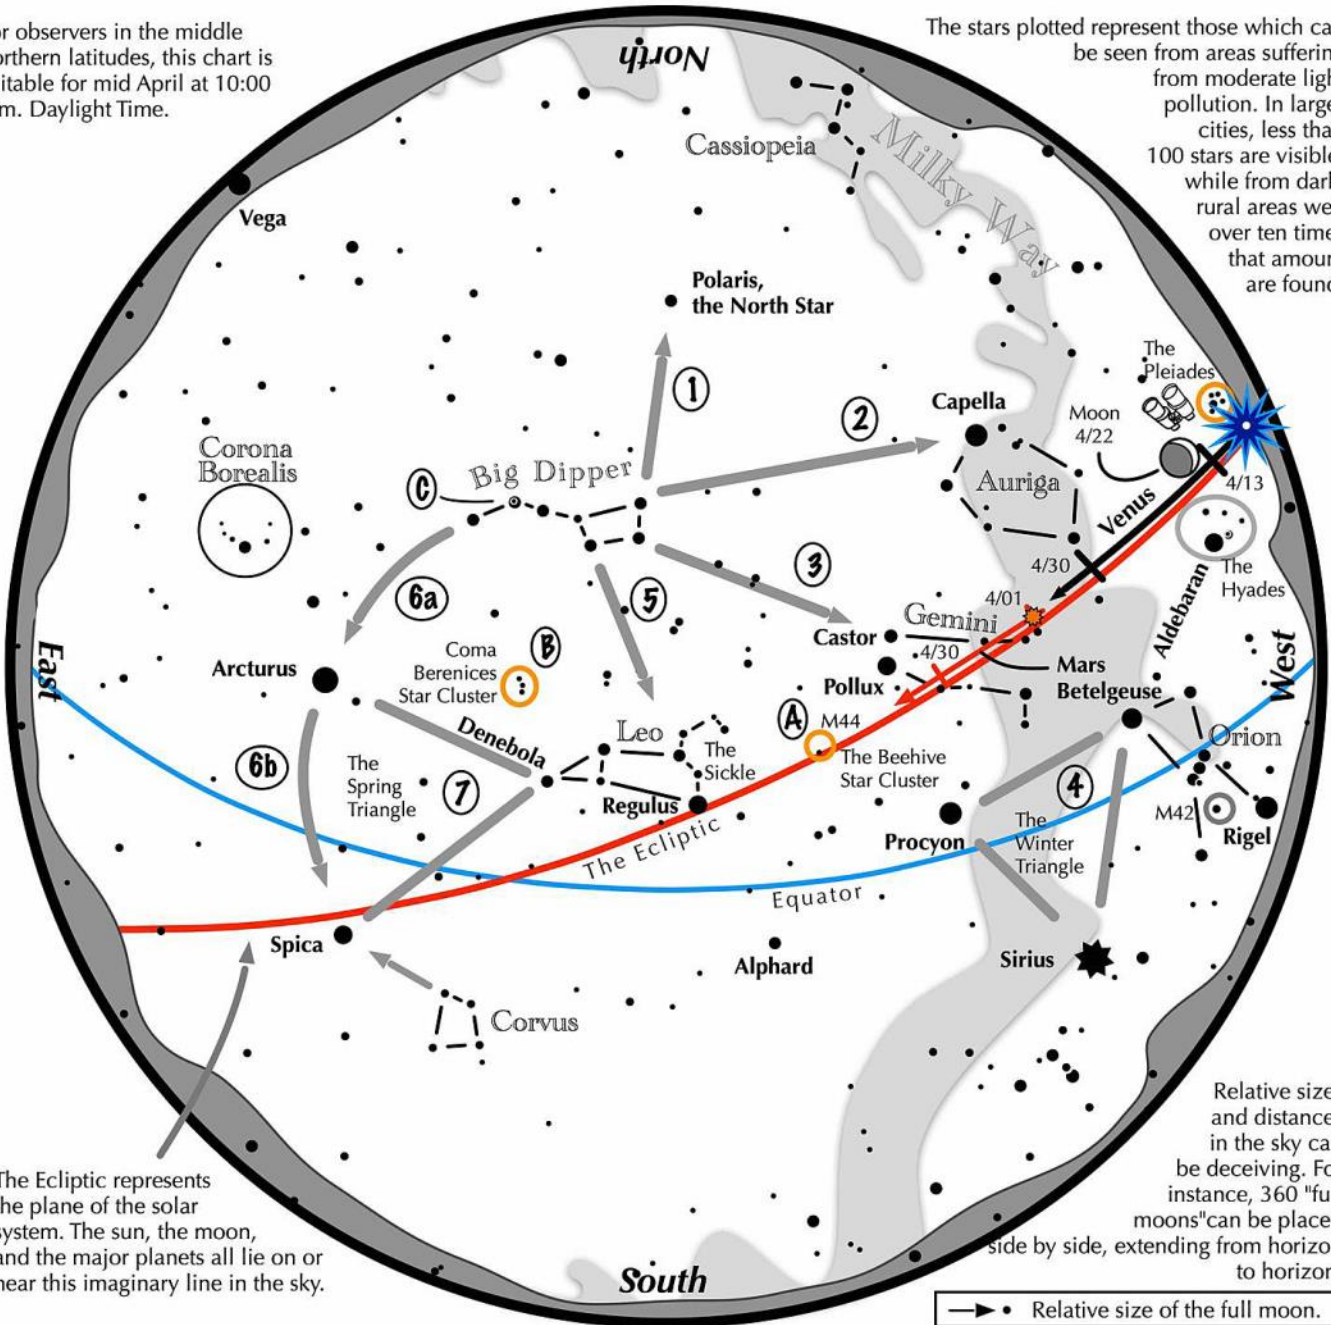 or observers in the middle
orthern latitudes, this chart is
itable for mid April at 10:00
m. Daylight Time.
The stars plotted represent those which ca
be seen from areas sufferin
from moderate ligh
pollution. In large
cities, less tha
100 stars are visible
while from dark
rural areas we
over ten time
that amoun
are found
North
Cassiopeia
Milky Way
Vega
Polaris,
the North Star
1
2
The
Pleiades
Capella
Moon
4/22
Corona
Borealis
Big Dipper
C
Auriga
4/13
Venus
3
4/30
The
Hyades
6a
5
4/01
Aldebaran
Gemini
Castor
4/30
East
Coma
Berenices
Star Cluster
B
Arcturus
Mars
West
Pollux
Betelgeuse
A
M44
Denebola
Leo
Orion
The
Sickle
The Beehive
Star Cluster
6b
The
Spring
Triangle
7
Regulus
4
M42
Rigel
Procyon
The
Winter
Triangle
The Ecliptic
Equator
Spica
Alphard
Sirius
Corvus
The Ecliptic represents
the plane of the solar
system. The sun, the moon,
and the major planets all lie on or
near this imaginary line in the sky.
Relative size
and distance
in the sky ca
be deceiving. Fo
instance, 360 "fu
moons"can be place
side by side, extending from horizo
to horizon
South
Relative size of the full moon.